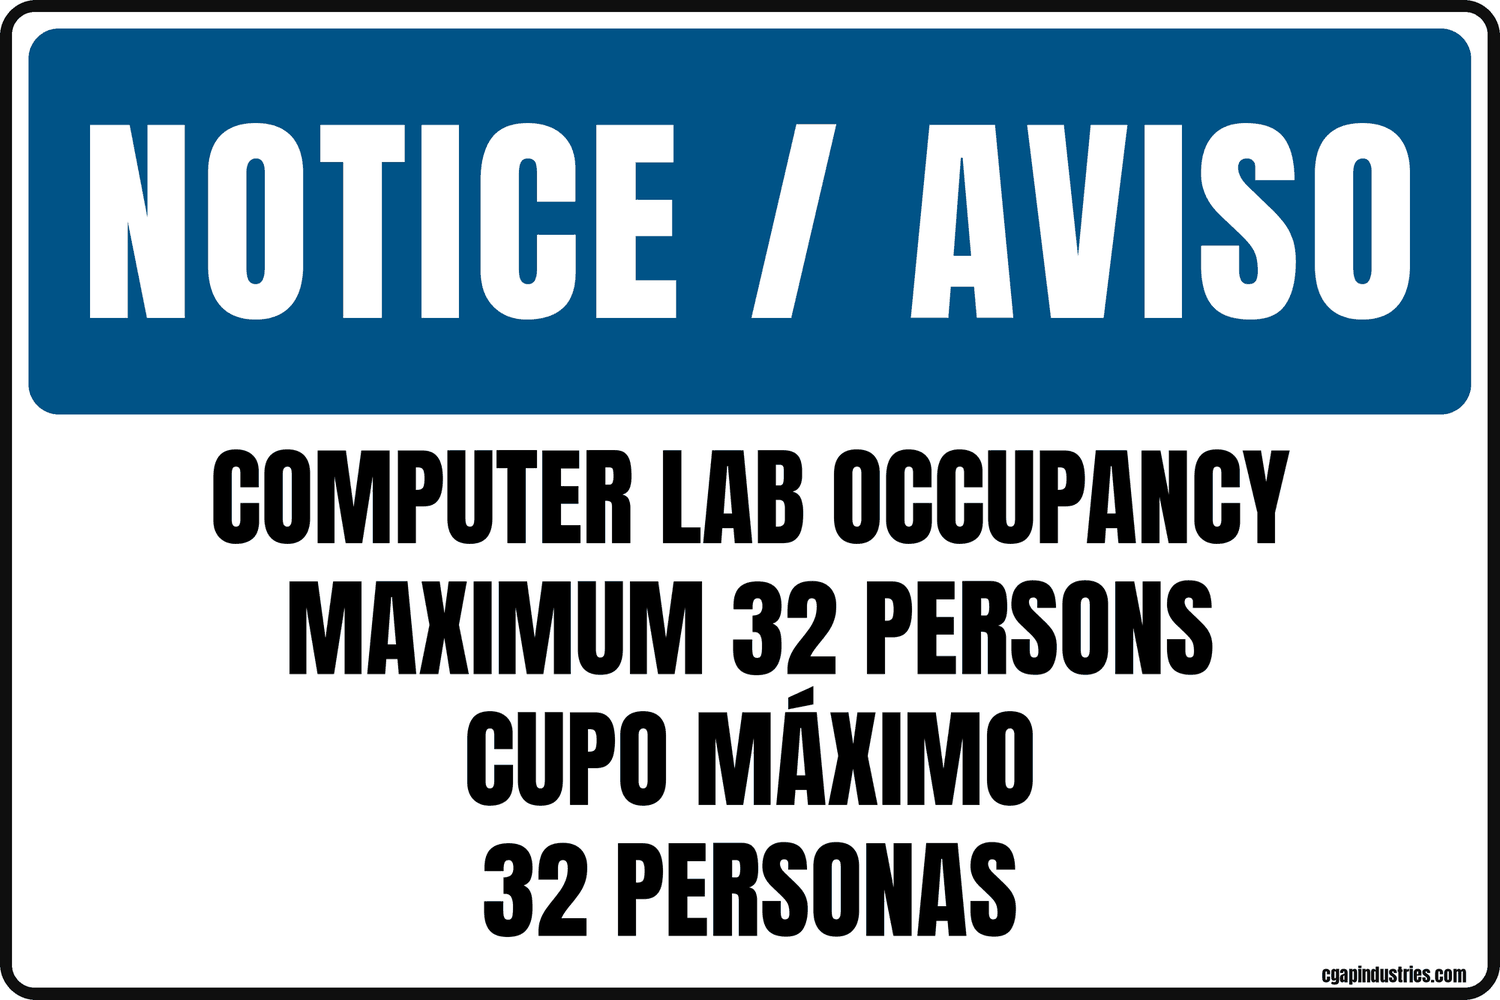 NOTICE / AVISO
COMPUTER LAB OCCUPANCY
MAXIMUM 32 PERSONS
CUPO MÁXIMO
32 PERSONAS
cgapindustries.com